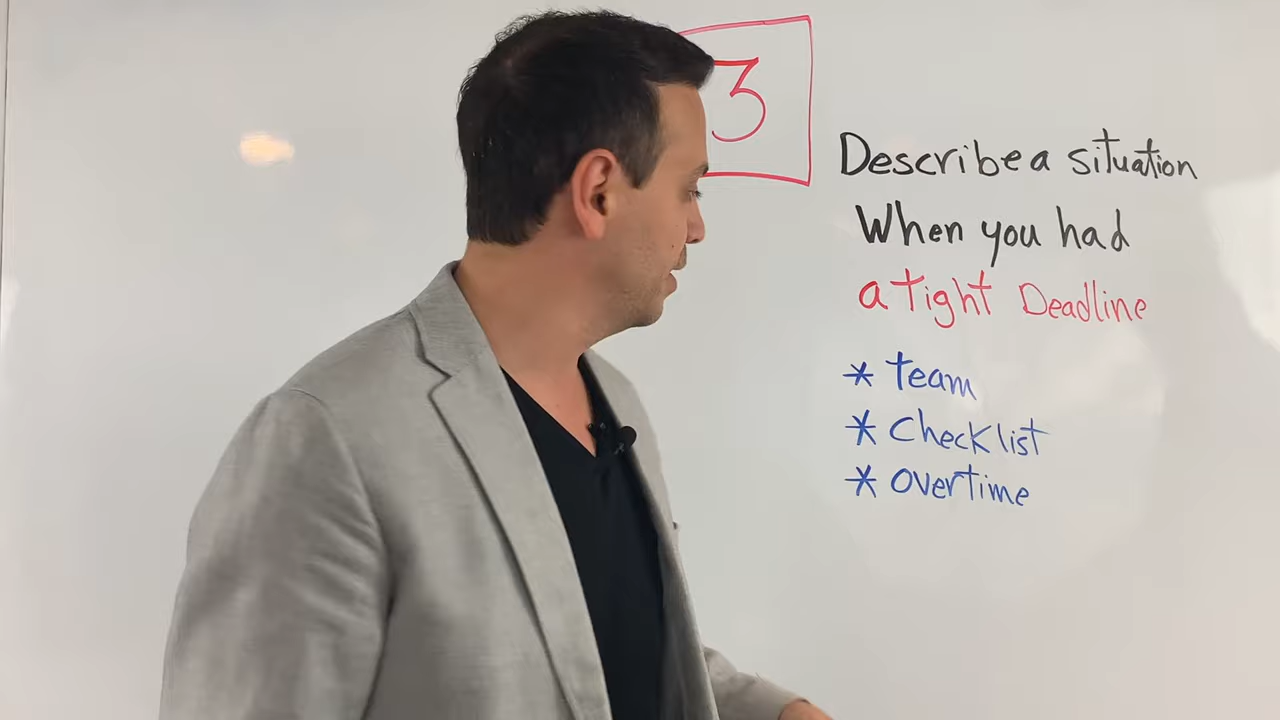 3
Describe a situation
When you had
a tight Deadline
* team
* Checklist
* overtime